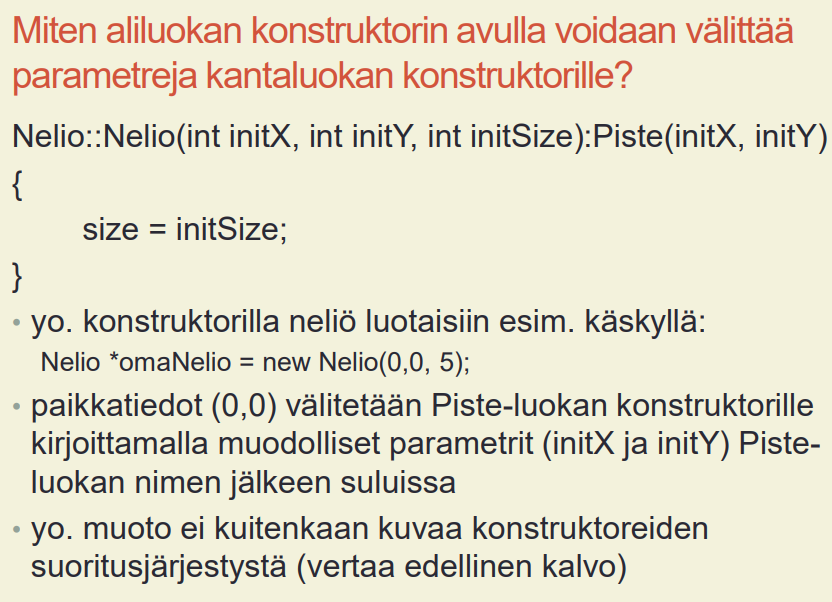 Miten aliluokan konstruktorin avulla voidaan välittää
parametreja kantaluokan konstruktorille?
Nelio::Nelio(int initX, int initY, int initSize):Piste(initX, initY)
{
size = initSize;
}
• yo. konstruktorilla neliö luotaisiin esim. käskyllä:
Nelio *omaNelio = new Nelio(0,0, 5);
• paikkatiedot (0,0) välitetään Piste-luokan konstruktorille
kirjoittamalla muodolliset parametrit (initX ja initY) Piste-
luokan nimen jälkeen suluissa
• yo. muoto ei kuitenkaan kuvaa konstruktoreiden
suoritusjärjestystä (vertaa edellinen kalvo)